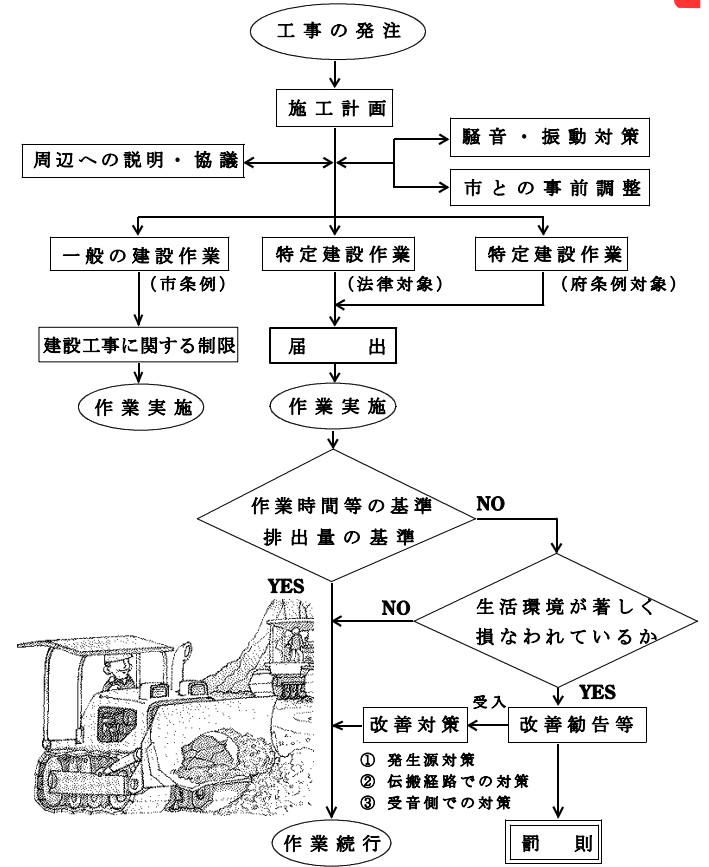 工事の発注
施工計画
周辺への説明・協議
騒音・振動対策
市との事前調整
一般の建設作業
(市条例)
特定建設作業
(法律対象)
特定建設作業
(府条例対象)
建設工事に関する制限
届 出
作業実施
作業実施
作業時間等の基準
排出量の基準
NO
YES
生活環境が著しく
損なわれているか
NO
YES
改善勧告等
受入
改善対策
① 発生源対策
② 伝搬経路での対策
③ 受音側での対策
作業続行
罰 則